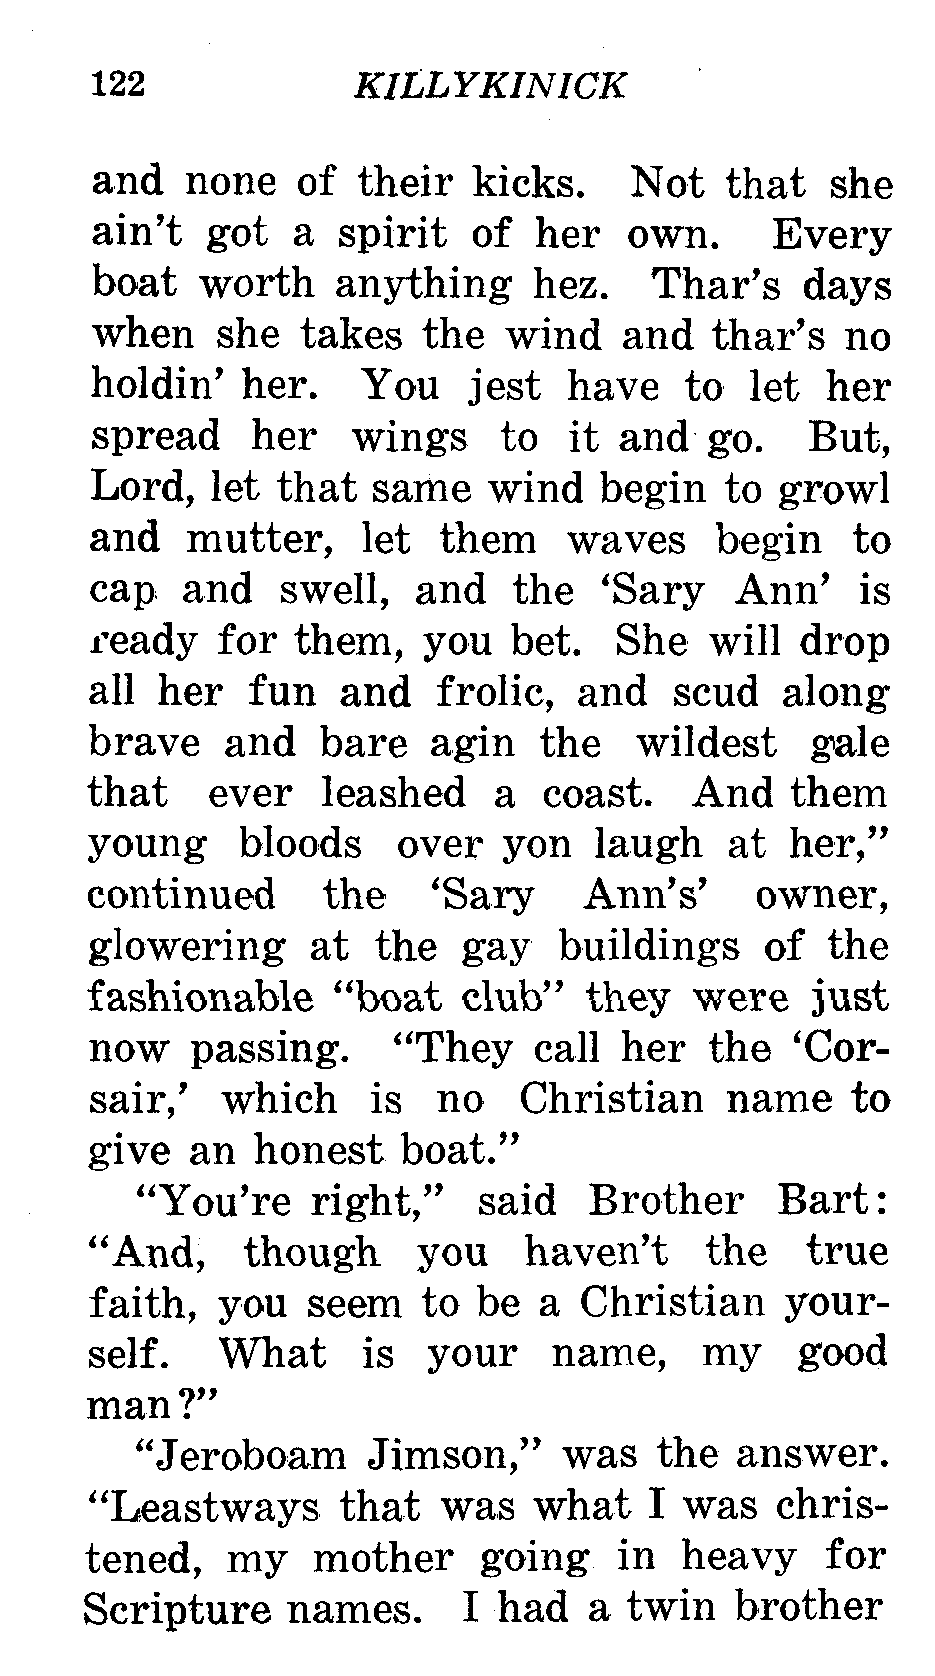 122 KILLYKINICK
and none of their kicks. Not that she
ain't got a spirit of her own. Every
boat worth anything hez. Thar's days
when she takes the wind and thar's no
holdin' her. You jest have to let her
spread her wings to it and go. But,
Lord, let that same wind begin to growl
and mutter, let them waves begin to
cap and swell, and the 'Sary Ann' is
ready for them, you bet. She will drop
all her fun and frolic, and scud along
brave and bare agin the wildest gale
that ever leashed a coast. And them
young bloods over yon laugh at her,"
continued the 'Sary Ann's' owner,
glowering at the gay buildings of the
fashionable "boat club" they were just
now passing. "They call her the 'Cor-
sair,' which is no Christian name to
give an honest boat."
"You're right," said Brother Bart:
"And, though you haven't the true
faith, you seem to be a Christian your-
self. What is your name, my good
man?"
"Jeroboam Jimson," was the answer.
"Leastways that was what I was chris-
tened, my mother going in heavy for
Scripture names. I had a twin brother